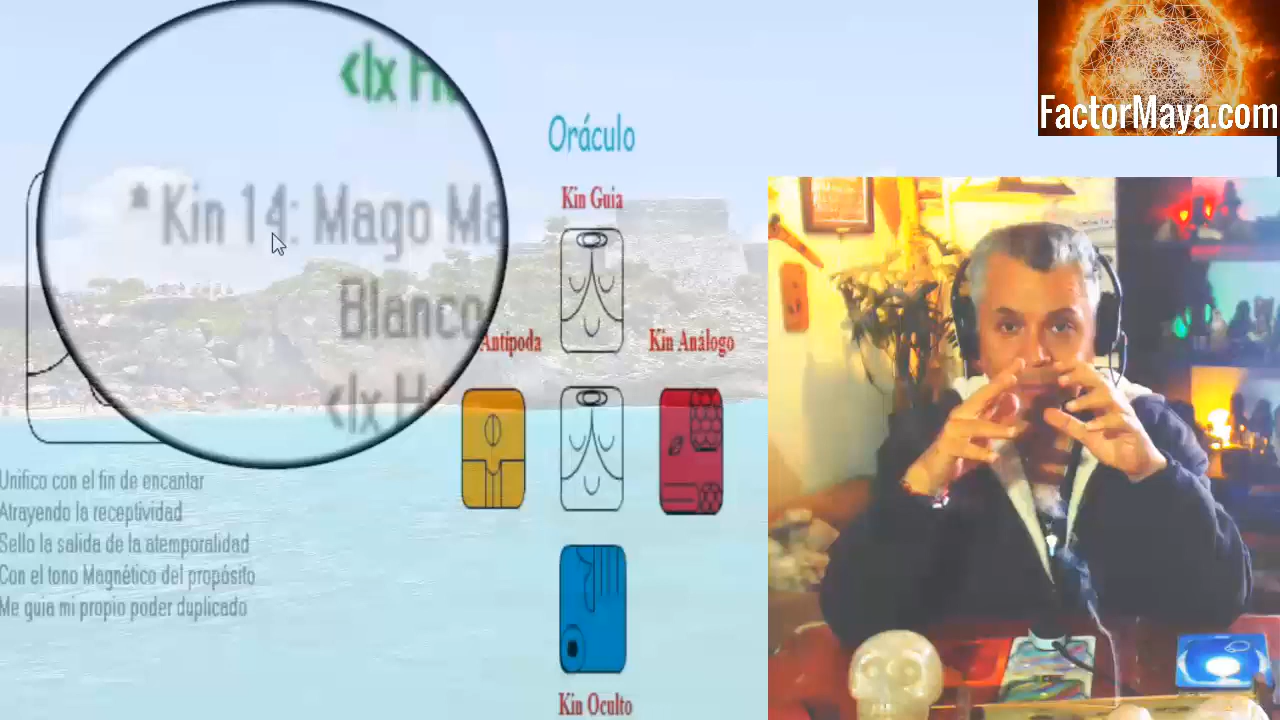 FactorMaya.com
<Ix
*Kin 14: Mago
Blanco
<Ix
Oráculo
Kin Guia
Antípoda
Kin Análogo
Kin Oculto
Unifico con el fin de encantar
Atrayendo la receptividad
Sello la salida de la atemporalidad
Con el tono Magnético del propósito
Me guia mi propio poder duplicado